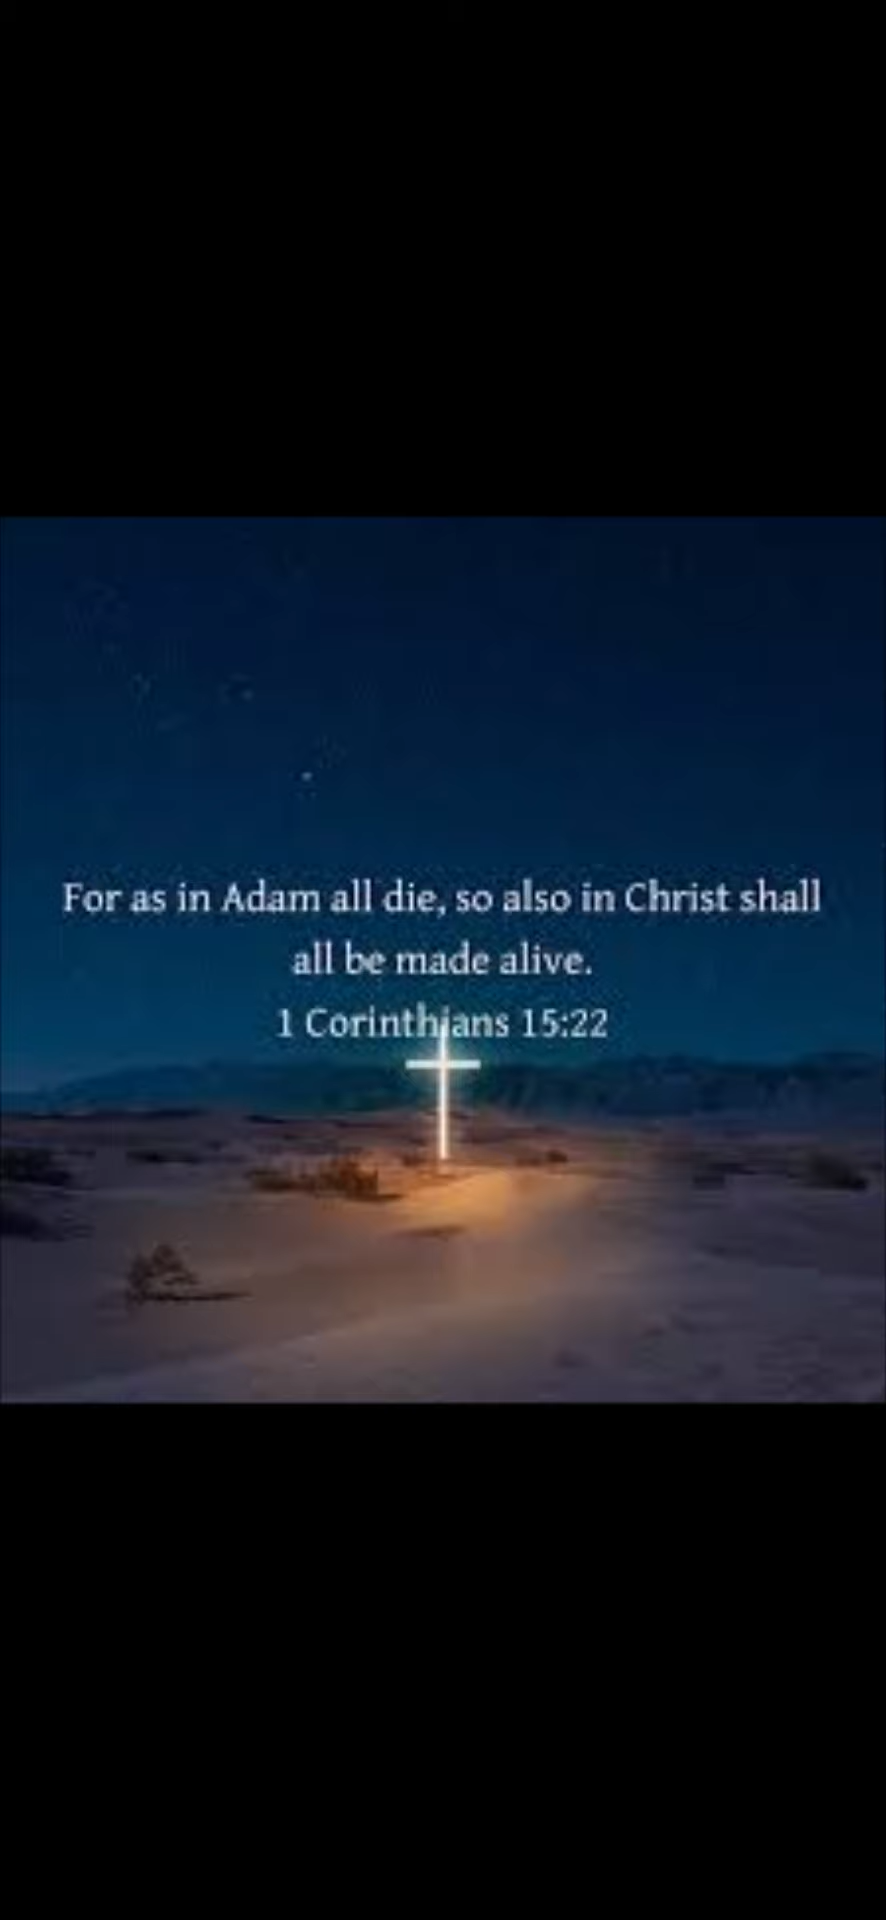 For as in Adam all die, so also in Christ shall
all be made alive.
1 Corinthians 15:22